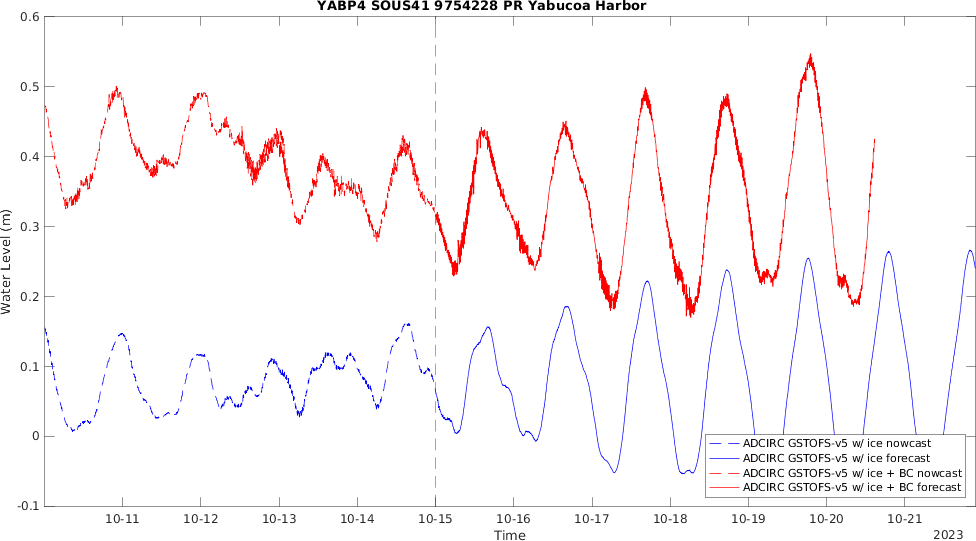 YABP4 SOUS41 9754228 PR Yabucoa Harbor
0.6
0.5
0.4
0.3
0.2
0.1
0
-0.1
Water Level (m)
10-11 10-12 10-13 10-14 10-15 10-16 10-17 10-18 10-19 10-20 10-21
Time
2023
ADCIRC GSTOFS-v5 w/ ice nowcast
ADCIRC GSTOFS-v5 w/ ice forecast
ADCIRC GSTOFS-v5 w/ ice + BC nowcast
ADCIRC GSTOFS-v5 w/ ice + BC forecast